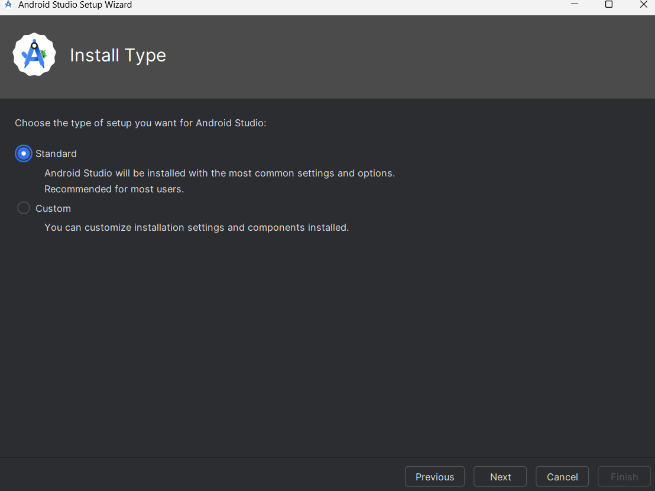 Android Studio Setup Wizard
Install Type
Choose the type of setup you want for Android Studio:
Standard
Android Studio will be installed with the most common settings and options.
Recommended for most users.
Custom
You can customize installation settings and components installed.
Previous
Next
Cancel
Finish